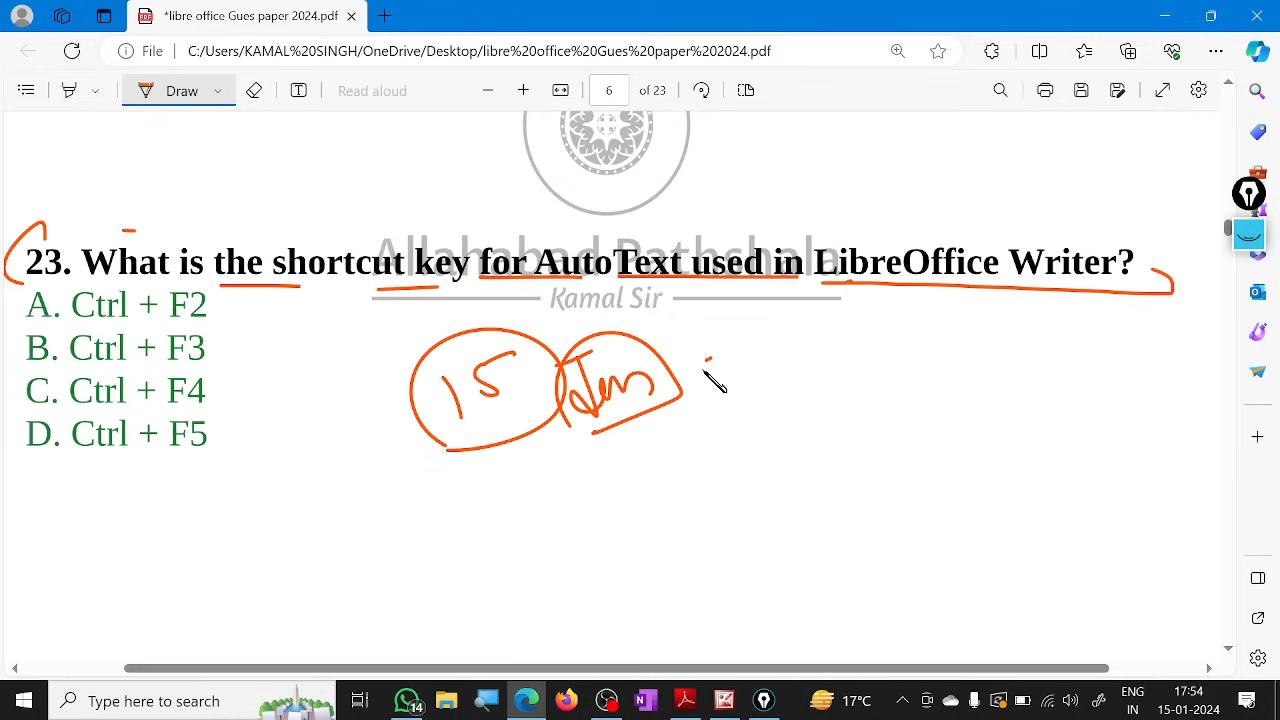 *libre office Gues paper 2024.pdf
File C:/Users/KAMAL%20SINGH/OneDrive/Desktop/libre%20office%20Gues%20paper%202024.pdf
Draw Read aloud 6 of 23
Allahabad Pathshala
Kamal Sir
23. What is the shortcut key for AutoText used in LibreOffice Writer?
A. Ctrl + F2
B. Ctrl + F3
C. Ctrl + F4
D. Ctrl + F5
15
Type here to search
14
17°C
ENG
IN
17:54
15-01-2024